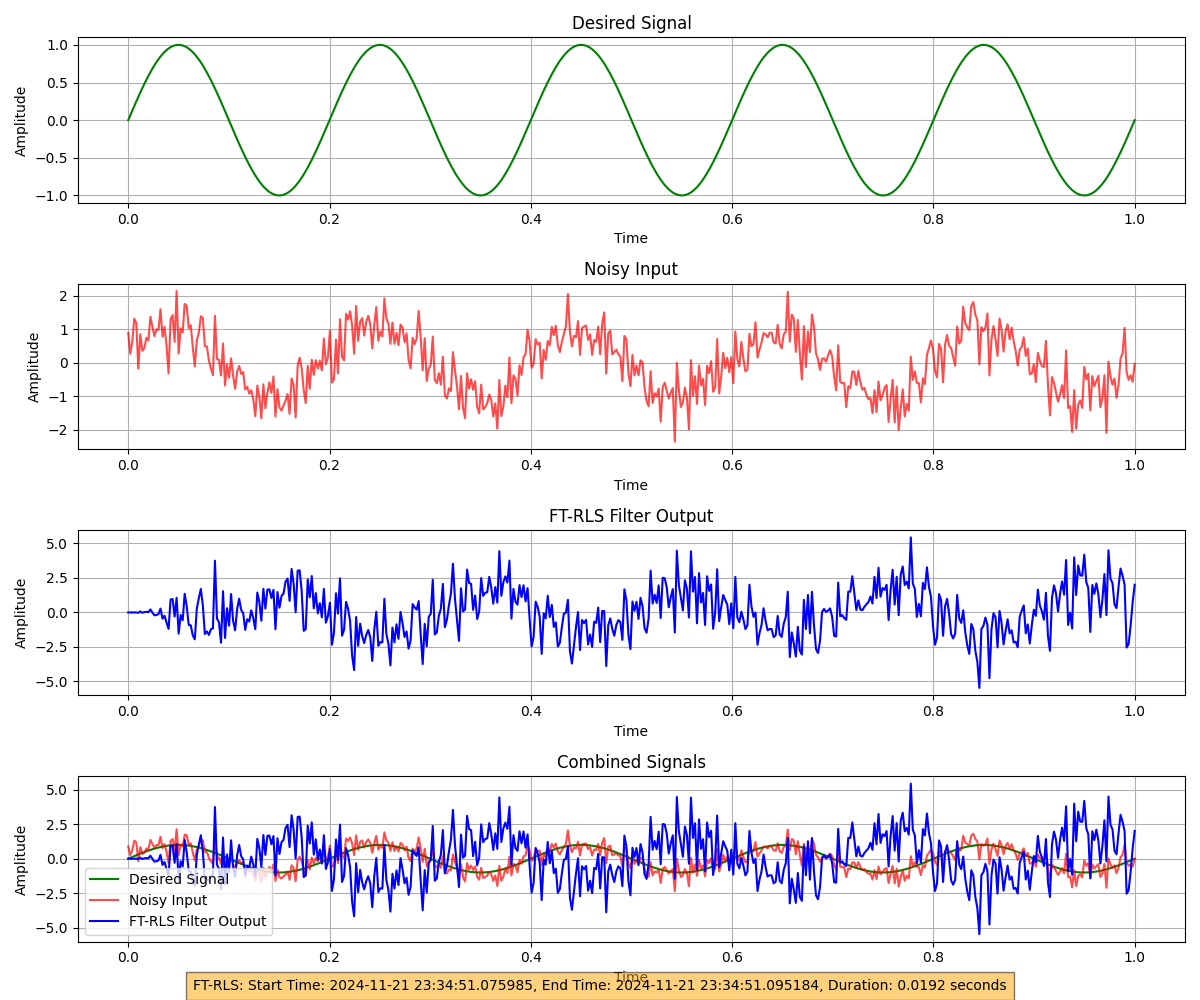 Desired Signal
Amplitude
1.0
0.5
0.0
−0.5
−1.0
0.0 0.2 0.4 0.6 0.8 1.0
Time
Noisy Input
Amplitude
2
1
0
−1
−2
0.0 0.2 0.4 0.6 0.8 1.0
Time
FT-RLS Filter Output
Amplitude
5.0
2.5
0.0
−2.5
−5.0
0.0 0.2 0.4 0.6 0.8 1.0
Time
Combined Signals
Amplitude
5.0
2.5
0.0
−2.5
−5.0
Desired Signal
Noisy Input
FT-RLS Filter Output
0.0 0.2 0.4 0.6 0.8 1.0
Time
FT-RLS: Start Time: 2024-11-21 23:34:51.075985, End Time: 2024-11-21 23:34:51.095184, Duration: 0.0192 seconds